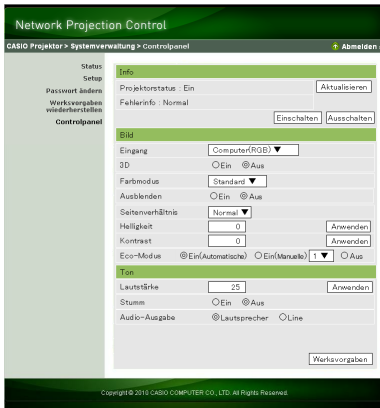 Network Projection Control
CASIO Projektor > Systemverwaltung > Controlpanel
Abmelden
Status
Setup
Passwort ändern
Werksvorgaben
wiederherstellen
Controlpanel
Info
Projektorstatus : Ein
Aktualisieren
Fehlerinfo : Normal
Einschalten Ausschalten
Bild
Eingang Computer(RGB) ▼
3D Ein Aus
Farbmodus Standard ▼
Ausblenden Ein Aus
Seitenverhältnis Normal ▼
Helligkeit 0 Anwenden
Kontrast 0 Anwenden
Eco-Modus Ein(Automatische) Ein(Manuelle) 1 ▼ Aus
Ton
Lautstärke 25 Anwenden
Stumm Ein Aus
Audio-Ausgabe Lautsprecher Line
Werksvorgaben
Copyright © 2010 CASIO COMPUTER CO., LTD. All Rights Reserved.